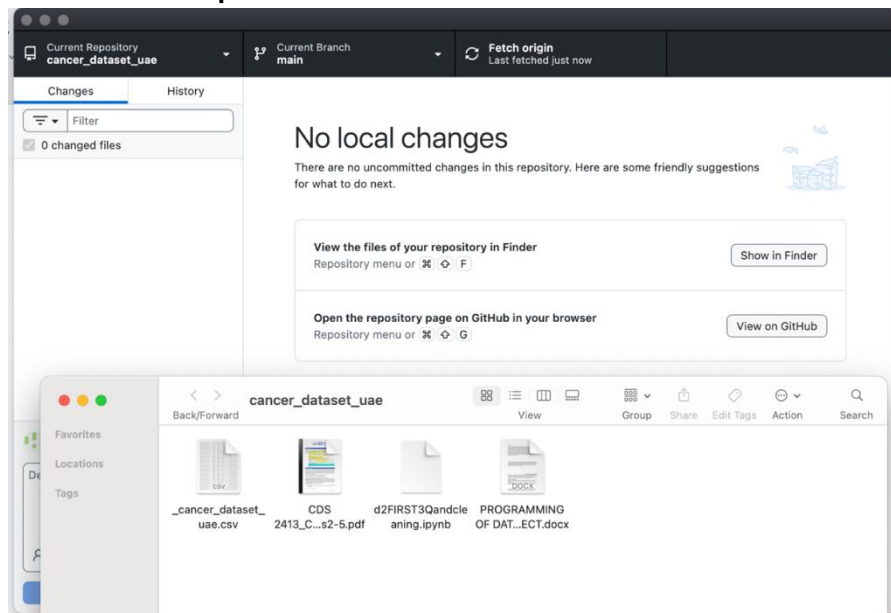 Current Repository
cancer_dataset_uae
Current Branch
main
Fetch origin
Last fetched just now
Changes
History
Filter
0 changed files
No local changes
There are no uncommitted changes in this repository. Here are some friendly suggestions
for what to do next.
View the files of your repository in Finder
Repository menu or ⌘ ⇧ F
Show in Finder
Open the repository page on GitHub in your browser
Repository menu or ⌘ ⇧ G
View on GitHub
De
Back/Forward
cancer_dataset_uae
View
Group
Share
Edit Tags
Action
Search
Favorites
Locations
Tags
CSV
_cancer_dataset_
uae.csv
CDS
2413_C...s2-5.pdf
d2FIRST3Qandcle
aning.ipynb
DOCX
PROGRAMMING
OF DAT...ECT.docx